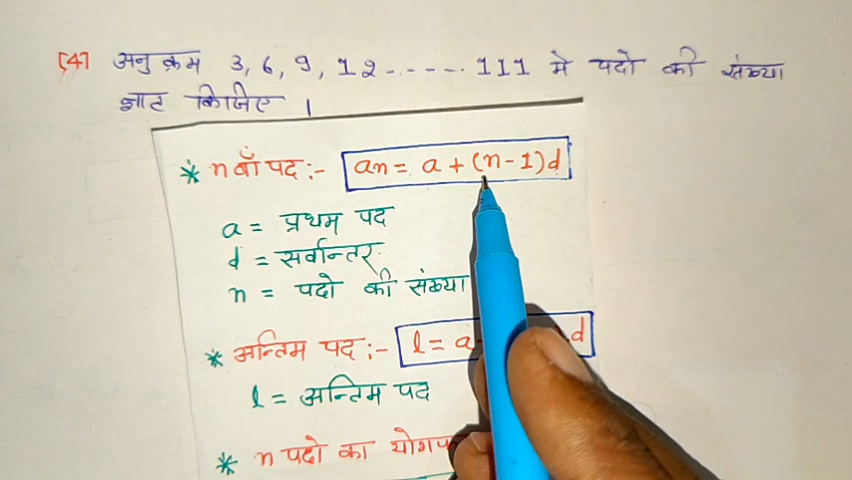 [4] अनुक्रम 3, 6, 9, 12------111 मे पदो की संख्या
ज्ञात किजिए ।
* n वाँ पद :- an = a + (n-1)d
a = प्रथम पद
d = सर्वान्तर
n = पदो की संख्या
* अन्तिम पद :- l = a d
l = अन्तिम पद
* n पदो का